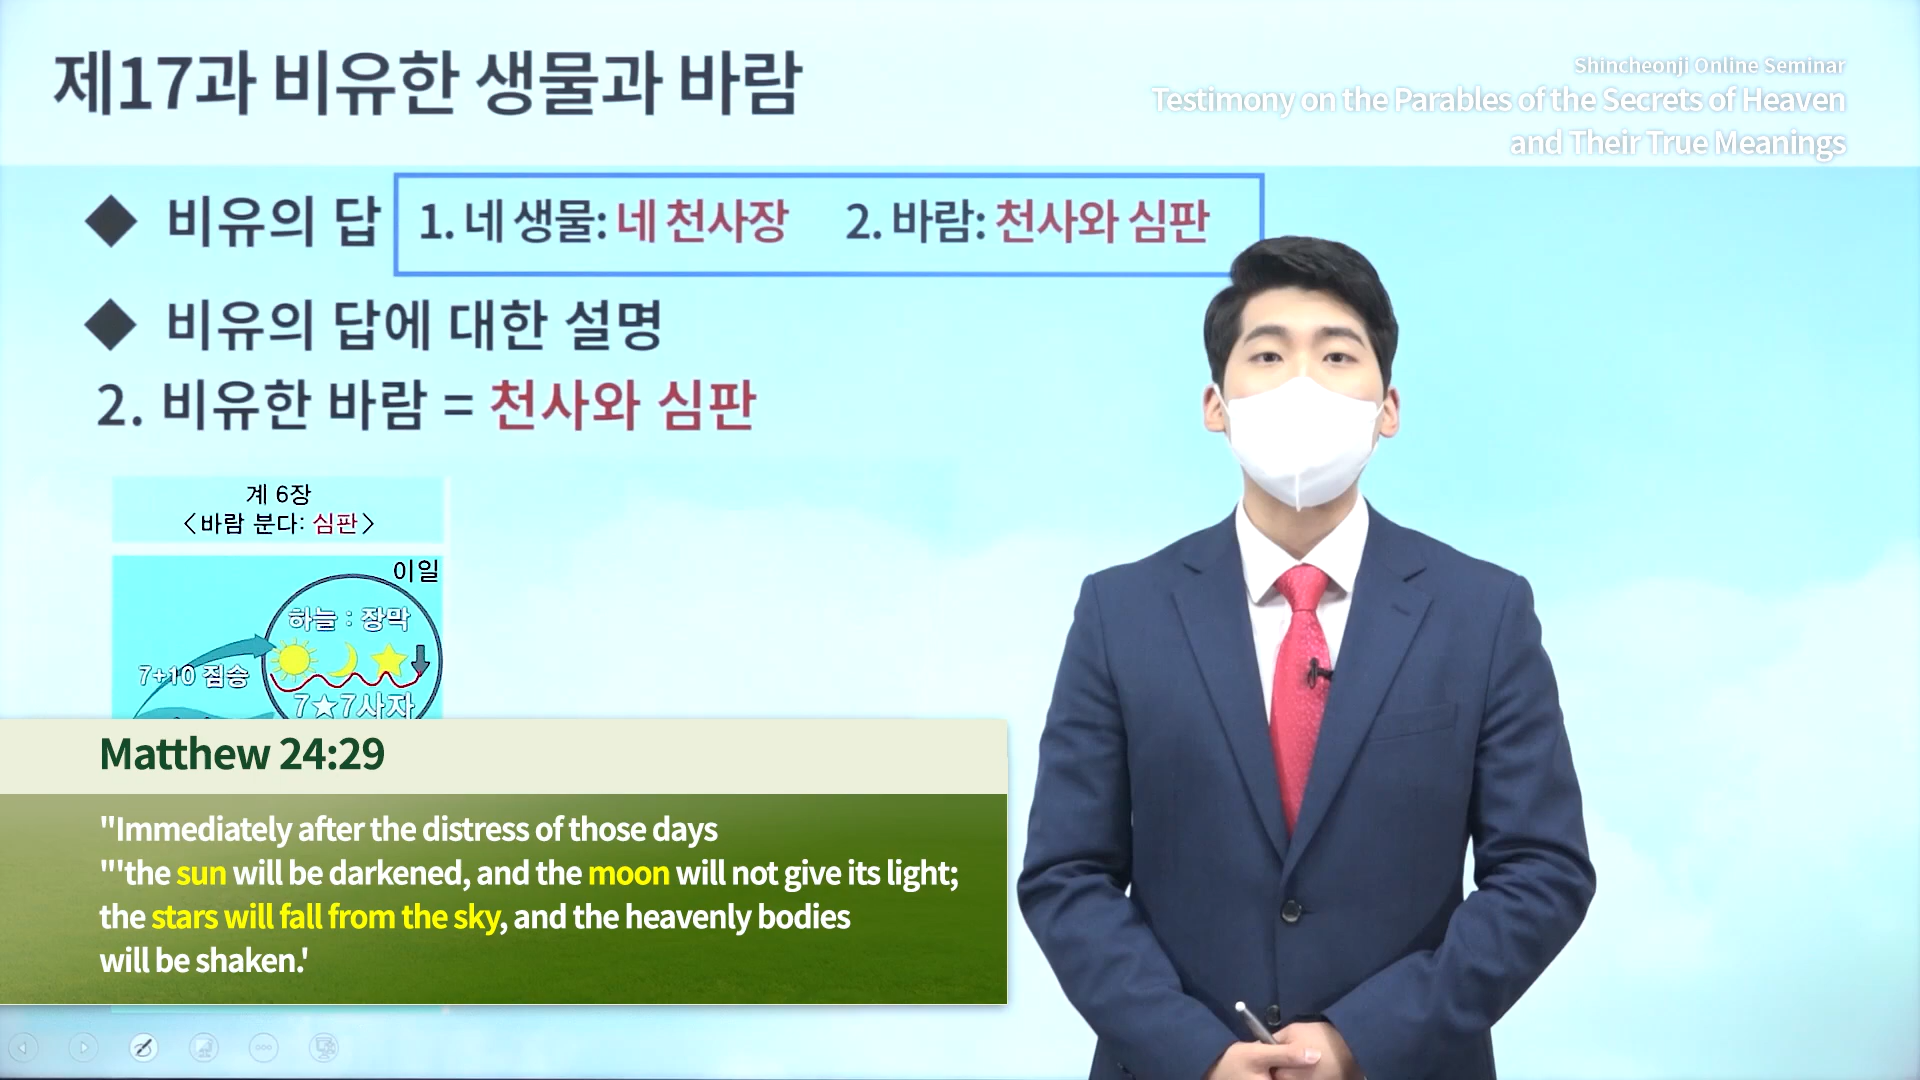 제17과 비유한 생물과 바람
Shincheonji Online Seminar
Testimony on the Parables of the Secrets of Heaven
and Their True Meanings
◆ 비유의 답 1. 네 생물: 네 천사장 2. 바람: 천사와 심판
◆ 비유의 답에 대한 설명
2. 비유한 바람 = 천사와 심판
계 6장
<바람 분다: 심판>
이일
하늘 : 장막
7+10 짐승
7★7사자
Matthew 24:29
"Immediately after the distress of those days
"'the sun will be darkened, and the moon will not give its light;
the stars will fall from the sky, and the heavenly bodies
will be shaken.'